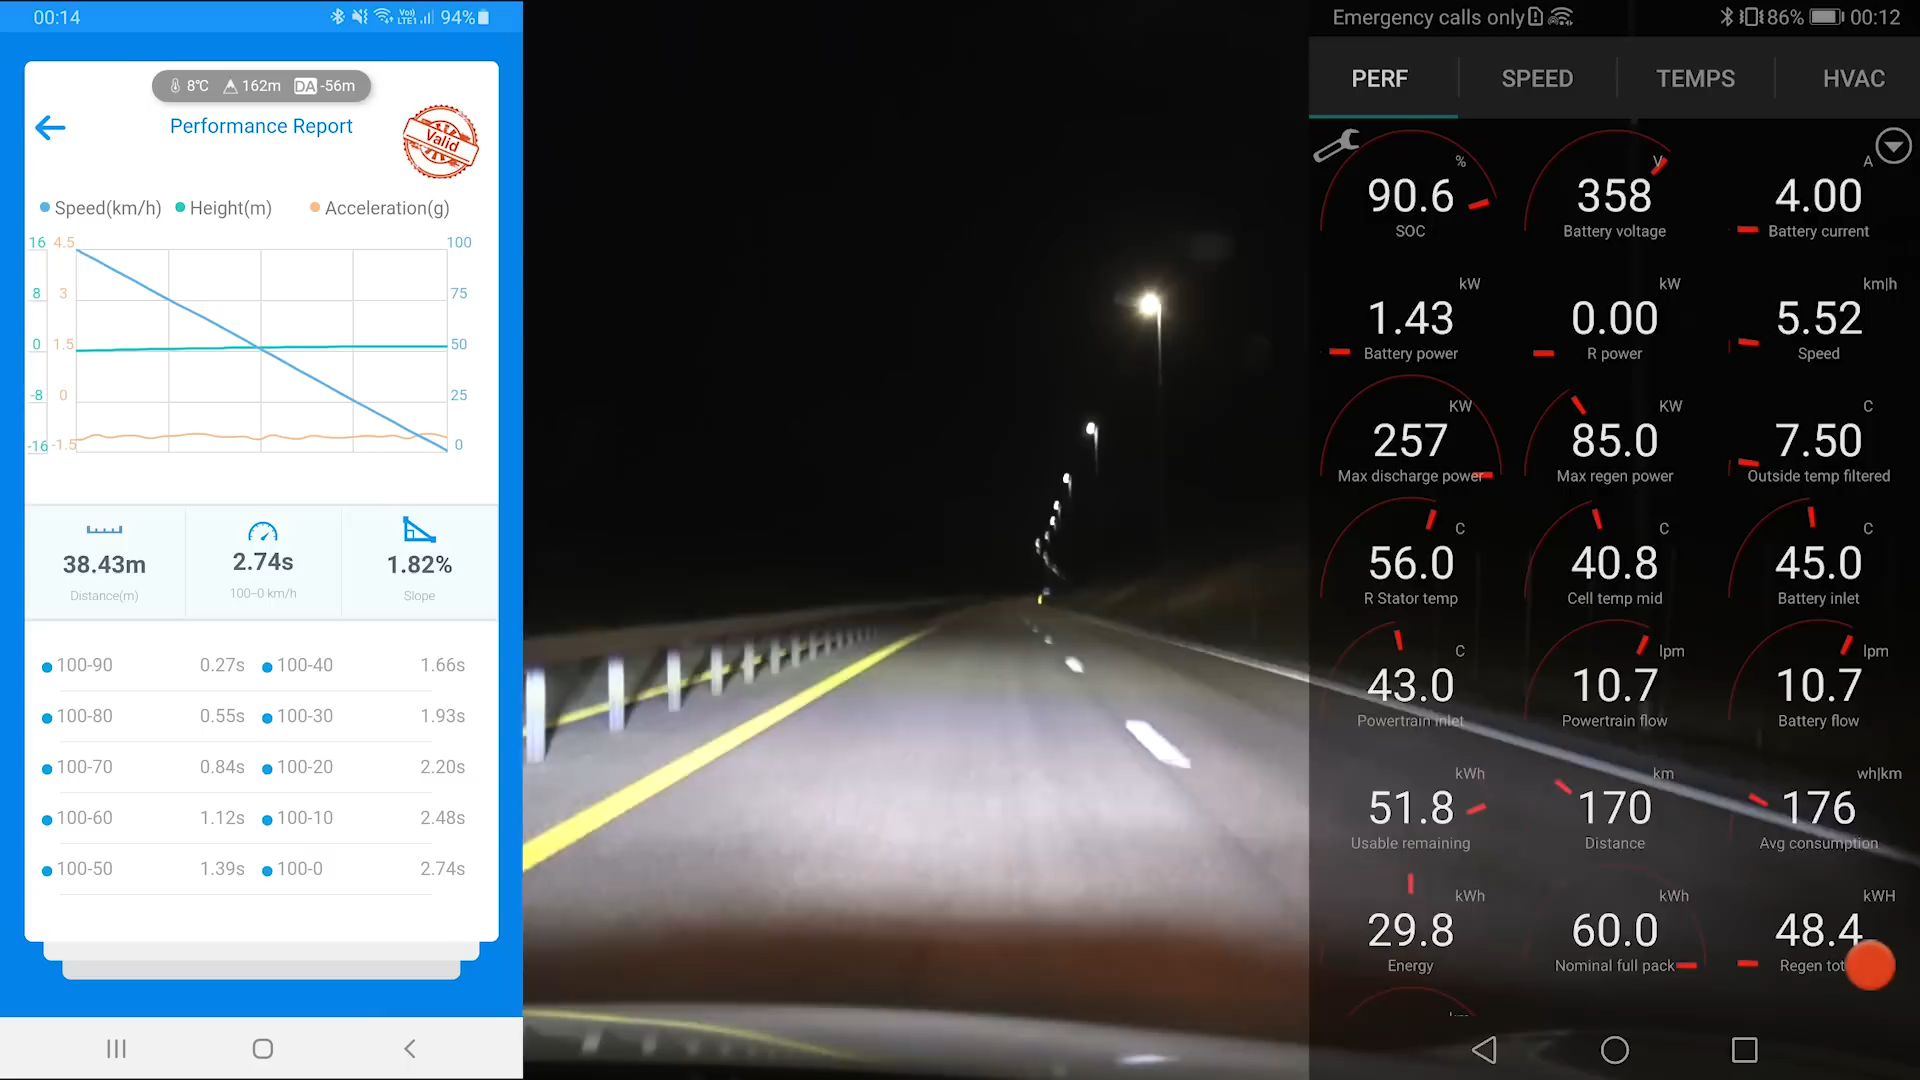 00:14
Vo))
LTE1
94%
8℃ 162m DA -56m
Performance Report
Valid
Speed(km/h) Height(m) Acceleration(g)
16 4.5 100
8 3 75
0 1.5 50
-8 0 25
-16 -1.5 0
38.43m 2.74s 1.82%
Distance(m) 100-0 km/h Slope
100-90 0.27s 100-40 1.66s
100-80 0.55s 100-30 1.93s
100-70 0.84s 100-20 2.20s
100-60 1.12s 100-10 2.48s
100-50 1.39s 100-0 2.74s
Emergency calls only 86% 00:12
PERF SPEED TEMPS HVAC
% V A
90.6 358 4.00
SOC Battery voltage Battery current
kW kW km|h
1.43 0.00 5.52
Battery power R power Speed
KW KW C
257 85.0 7.50
Max discharge power Max regen power Outside temp filtered
C C C
56.0 40.8 45.0
R Stator temp Cell temp mid Battery inlet
C lpm lpm
43.0 10.7 10.7
Powertrain inlet Powertrain flow Battery flow
kWh km wh|km
51.8 170 176
Usable remaining Distance Avg consumption
kWh kWh kWH
29.8 60.0 48.4
Energy Nominal full pack Regen tot